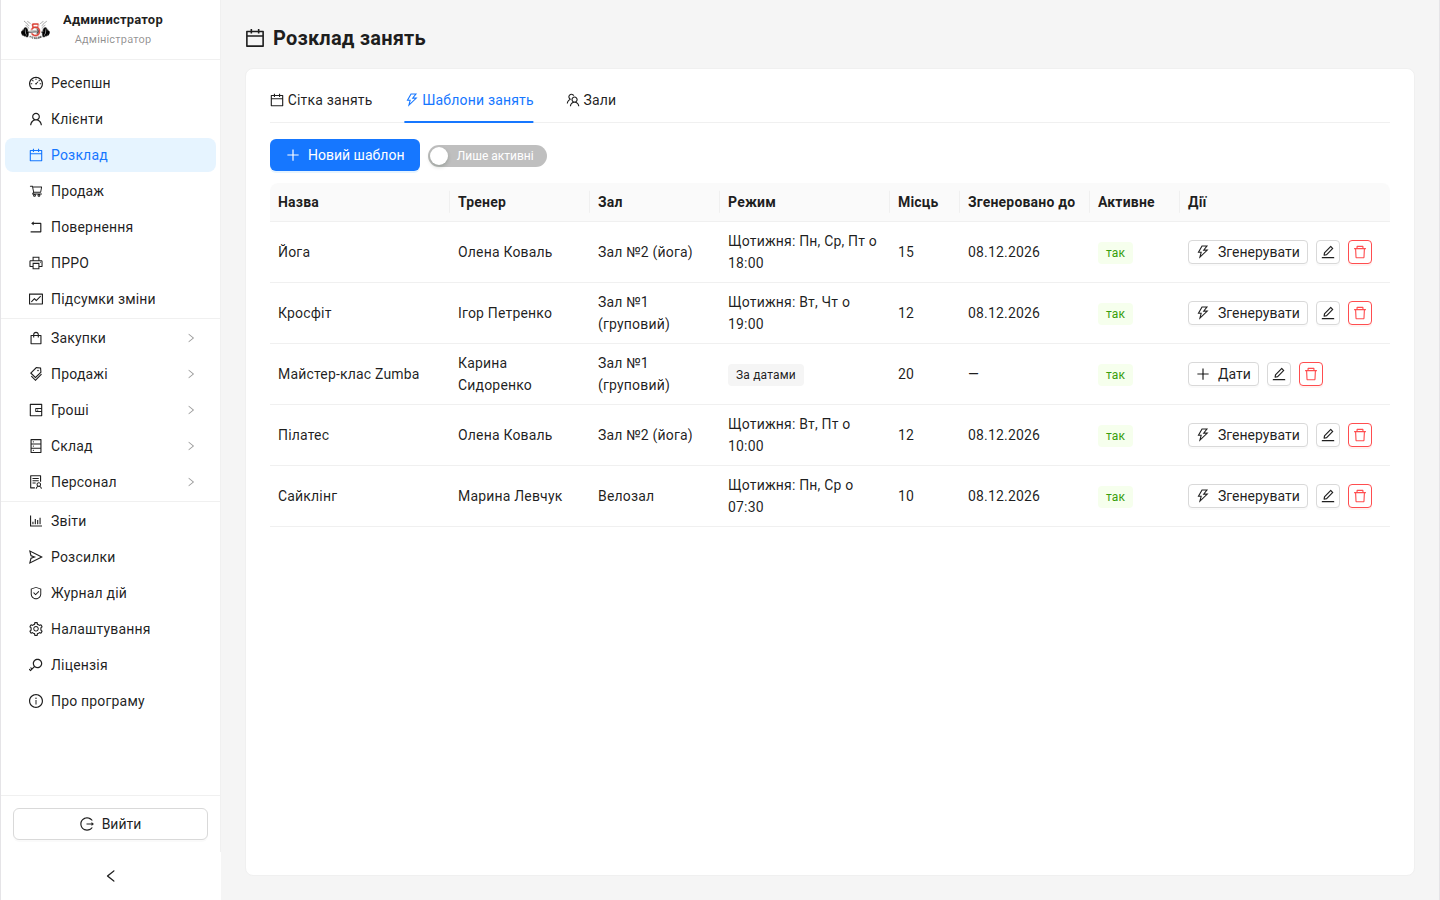 Администратор
Адміністратор
Ресепшн
Клієнти
Розклад
Продаж
Повернення
ПРРО
Підсумки зміни
Закупки
Продажі
Гроші
Склад
Персонал
Звіти
Розсилки
Журнал дій
Налаштування
Ліцензія
Про програму
Вийти
Розклад занять
Сітка занять Шаблони занять Зали
Новий шаблон Лише активні
Назва Тренер Зал Режим Місць Згенеровано до Активне Дії
Йога Олена Коваль Зал №2 (йога) Щотижня: Пн, Ср, Пт о 18:00 15 08.12.2026 так Згенерувати
Кросфіт Ігор Петренко Зал №1 (груповий) Щотижня: Вт, Чт о 19:00 12 08.12.2026 так Згенерувати
Майстер-клас Zumba Карина Сидоренко Зал №1 (груповий) За датами 20 — так Дати
Пілатес Олена Коваль Зал №2 (йога) Щотижня: Вт, Пт о 10:00 12 08.12.2026 так Згенерувати
Сайклінг Марина Левчук Велозал Щотижня: Пн, Ср о 07:30 10 08.12.2026 так Згенерувати